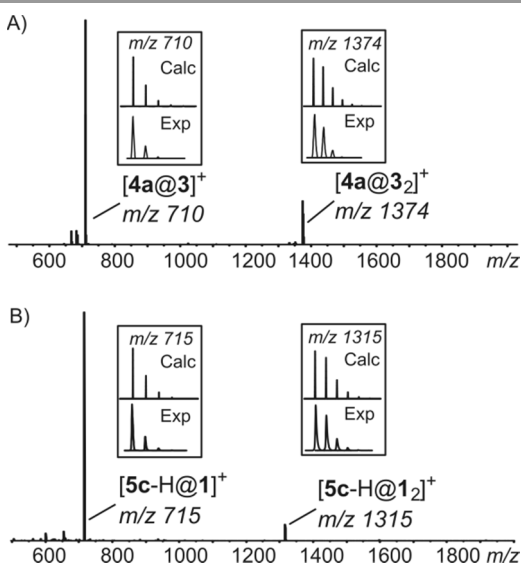 A)
m/z 710
Calc
Exp
m/z 1374
Calc
Exp
[4a@3]+
m/z 710
[4a@3₂]+
m/z 1374
600 800 1000 1200 1400 1600 1800 m/z
B)
m/z 715
Calc
Exp
m/z 1315
Calc
Exp
[5c-H@1]+
m/z 715
[5c-H@1₂]+
m/z 1315
600 800 1000 1200 1400 1600 1800 m/z